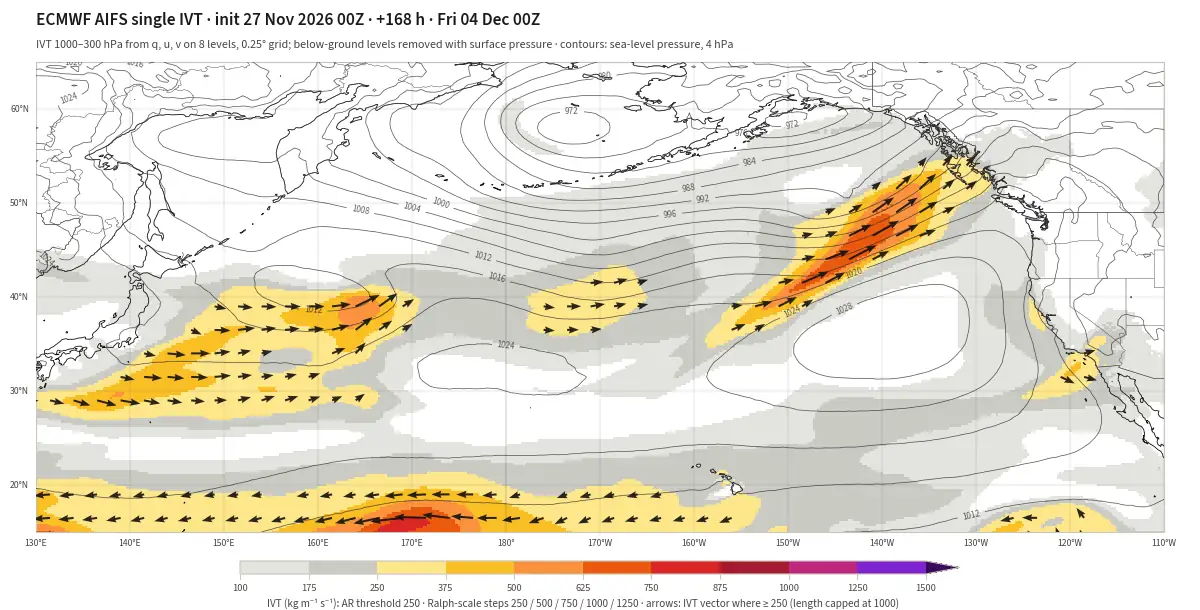 ECMWF AIFS single IVT · init 27 Nov 2026 00Z · +168 h · Fri 04 Dec 00Z
IVT 1000–300 hPa from q, u, v on 8 levels, 0.25° grid; below-ground levels removed with surface pressure · contours: sea-level pressure, 4 hPa
1016
980
1024
60°N
972
976
972
984
50°N
988
992
1008
1004
1000
996
1012
1012
1016
1020
40°N
1012
1024
1028
1024
30°N
20°N
1012
130°E
140°E
150°E
160°E
170°E
180°
170°W
160°W
150°W
140°W
130°W
120°W
110°W
100
175
250
375
500
625
750
875
1000
1250
1500
IVT (kg m⁻¹ s⁻¹): AR threshold 250 · Ralph-scale steps 250 / 500 / 750 / 1000 / 1250 · arrows: IVT vector where ≥ 250 (length capped at 1000)